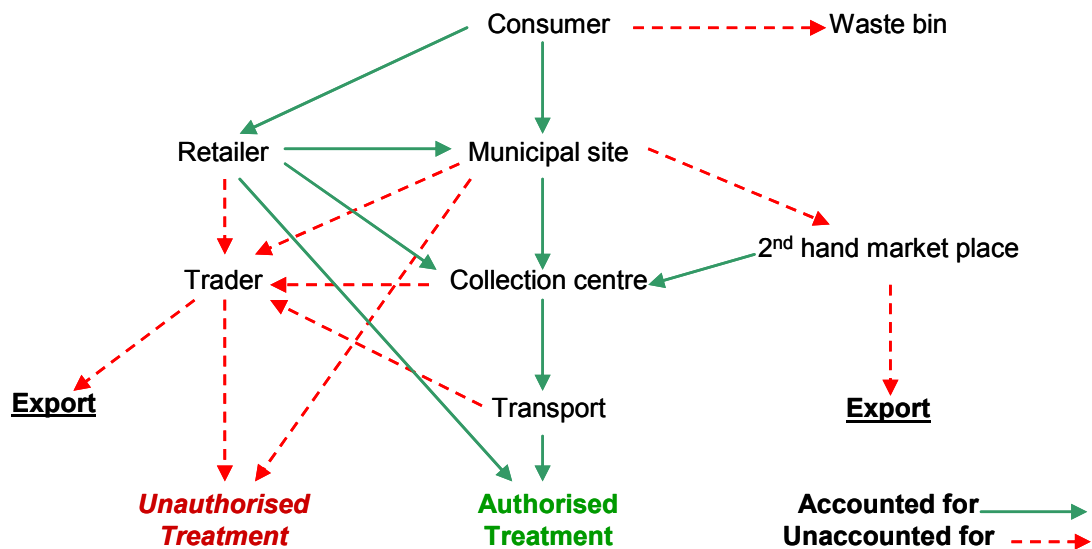 Consumer
Waste bin
Retailer
Municipal site
2nd hand market place
Trader
Collection centre
Export
Transport
Export
Unauthorised
Treatment
Authorised
Treatment
Accounted for
Unaccounted for